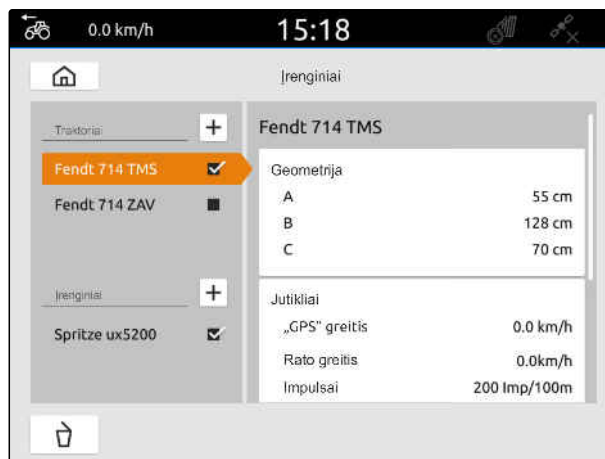 0.0 km/h
15:18
Įrenginiai
Traktoriai
Fendt 714 TMS
Fendt 714 ZAV
Įrenginiai
Spritze ux5200
Fendt 714 TMS
Geometrija
A 55 cm
B 128 cm
C 70 cm
Jutikliai
„GPS” greitis 0.0 km/h
Rato greitis 0.0km/h
Impulsai 200 Imp/100m